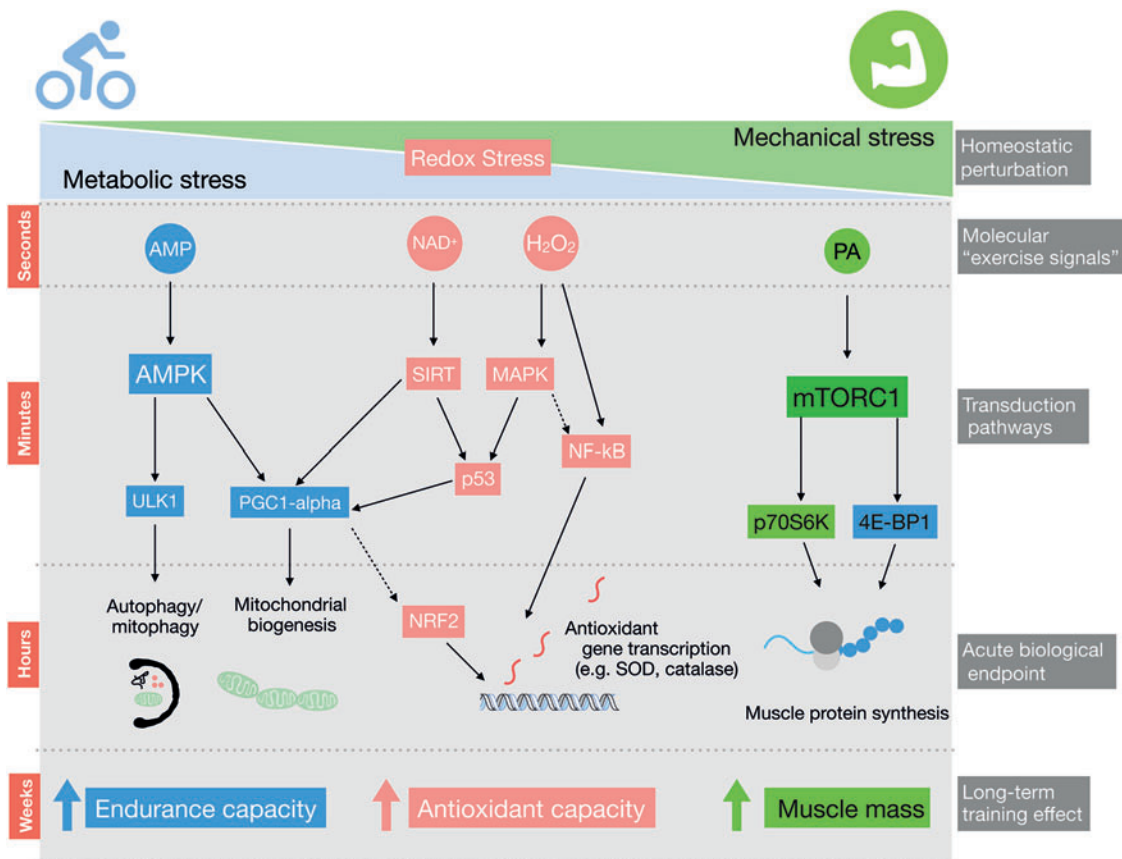 Mechanical stress
Redox Stress
Metabolic stress
Homeostatic
perturbation
Seconds
AMP
NAD⁺
H₂O₂
PA
Molecular
“exercise signals”
Minutes
AMPK
SIRT
MAPK
mTORC1
Transduction
pathways
NF-kB
p53
ULK1
PGC1-alpha
p70S6K
4E-BP1
Hours
Autophagy/
mitophagy
Mitochondrial
biogenesis
NRF2
Antioxidant
gene transcription
(e.g. SOD, catalase)
Muscle protein synthesis
Acute biological
endpoint
Weeks
Endurance capacity
Antioxidant capacity
Muscle mass
Long-term
training effect